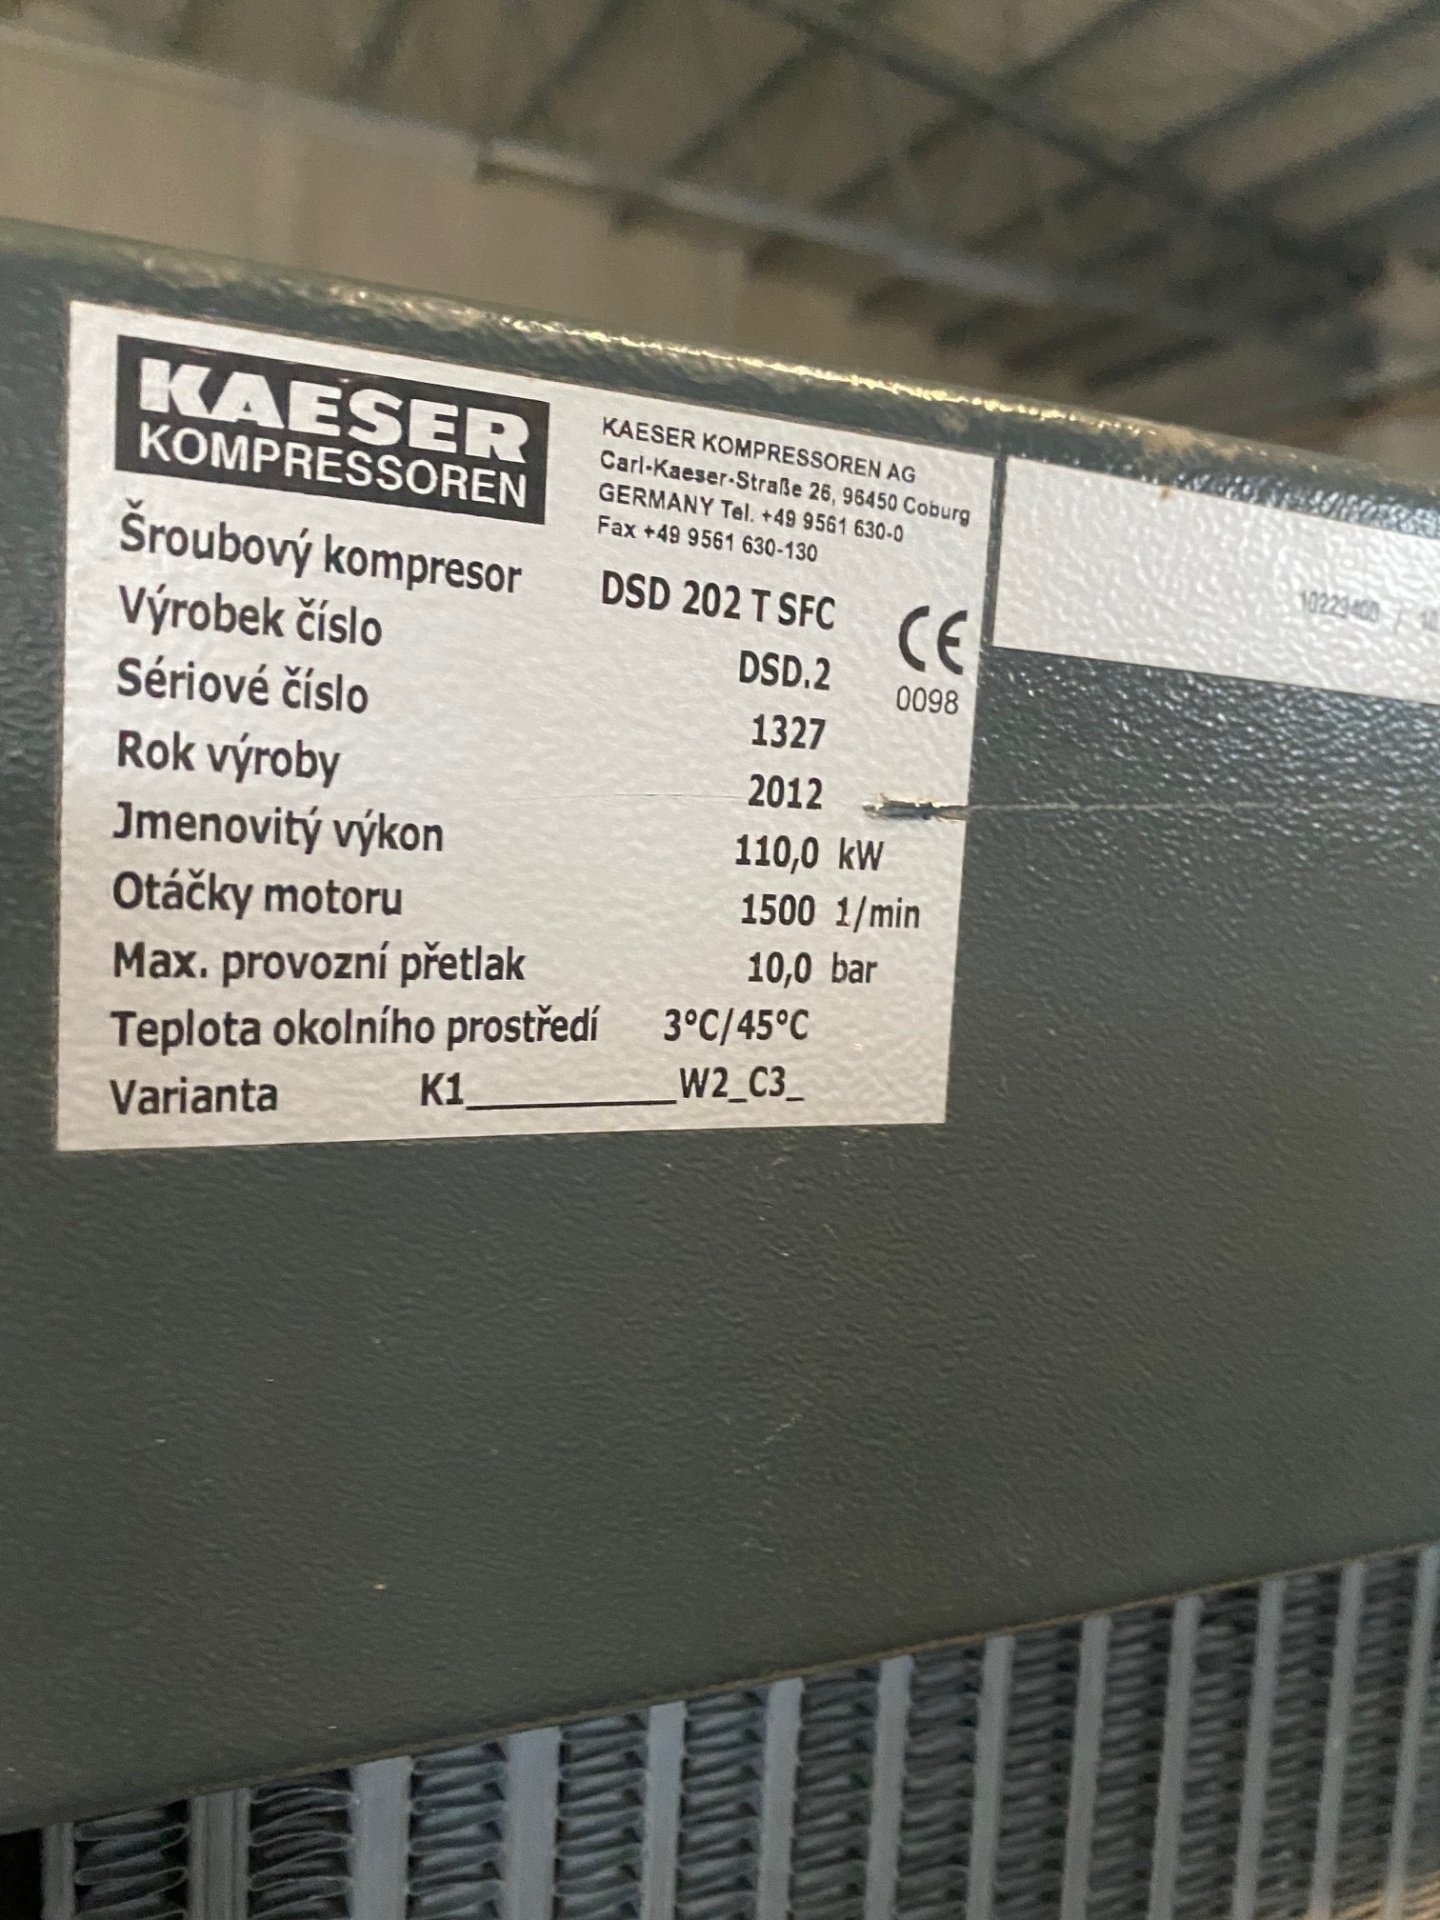 KAESER
KOMPRESSOREN
KAESER KOMPRESSOREN AG
Carl-Kaeser-Straße 26, 96450 Coburg
GERMANY Tel. +49 9561 630-0
Fax +49 9561 630-130
Šroubový kompresor DSD 202 T SFC
Výrobek číslo DSD.2
Sériové číslo 1327
Rok výroby 2012
Jmenovitý výkon 110,0 kW
Otáčky motoru 1500 1/min
Max. provozní přetlak 10,0 bar
Teplota okolního prostředí 3°C/45°C
Varianta K1__________W2_C3_
CE
0098